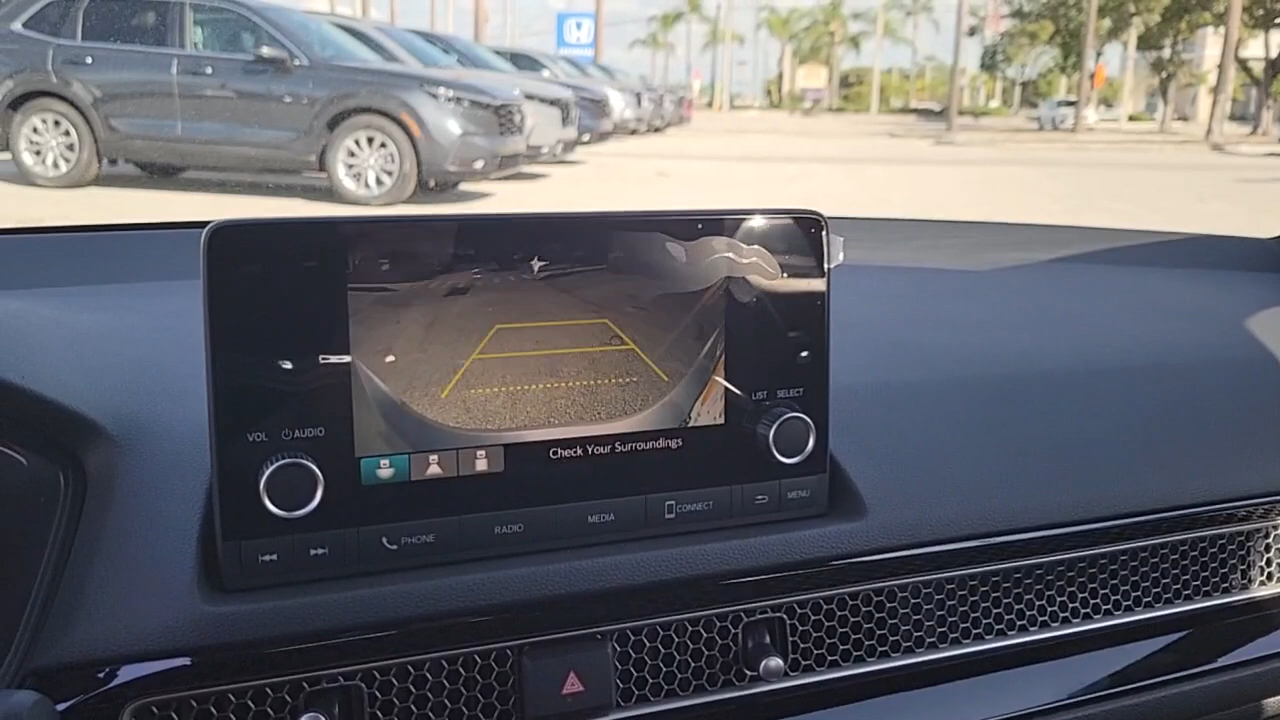 VOL AUDIO
LIST SELECT
Check Your Surroundings
PHONE
RADIO
MEDIA
CONNECT
MENU